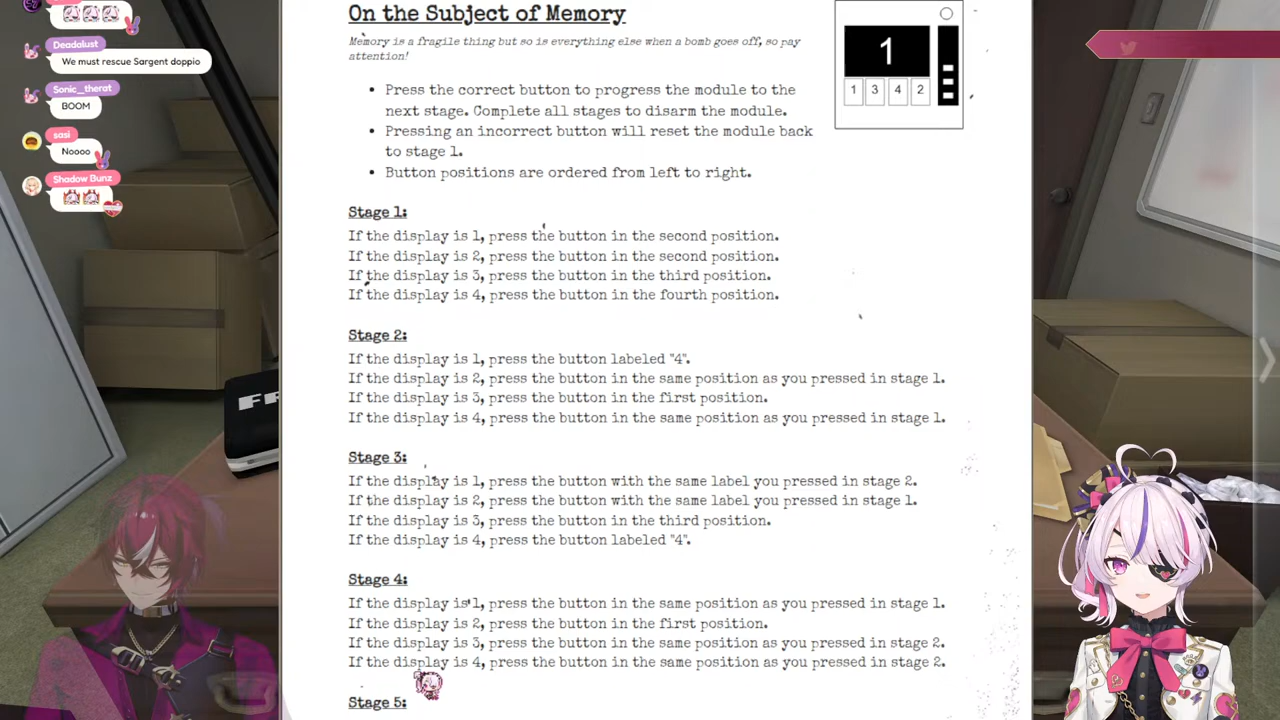 Deadalust
We must rescue Sargent doppio
Sonic_therat
BOOM
sasi
Noooo
Shadow Bunz
On the Subject of Memory
Memory is a fragile thing but so is everything else when a bomb goes off, so pay
attention!
• Press the correct button to progress the module to the
next stage. Complete all stages to disarm the module.
• Pressing an incorrect button will reset the module back
to stage 1.
• Button positions are ordered from left to right.
1
1 3 4 2
Stage 1:
If the display is 1, press the button in the second position.
If the display is 2, press the button in the second position.
If the display is 3, press the button in the third position.
If the display is 4, press the button in the fourth position.
Stage 2:
If the display is 1, press the button labeled "4".
If the display is 2, press the button in the same position as you pressed in stage 1.
If the display is 3, press the button in the first position.
If the display is 4, press the button in the same position as you pressed in stage 1.
Stage 3:
If the display is 1, press the button with the same label you pressed in stage 2.
If the display is 2, press the button with the same label you pressed in stage 1.
If the display is 3, press the button in the third position.
If the display is 4, press the button labeled "4".
Stage 4:
If the display is 1, press the button in the same position as you pressed in stage 1.
If the display is 2, press the button in the first position.
If the display is 3, press the button in the same position as you pressed in stage 2.
If the display is 4, press the button in the same position as you pressed in stage 2.
Stage 5: